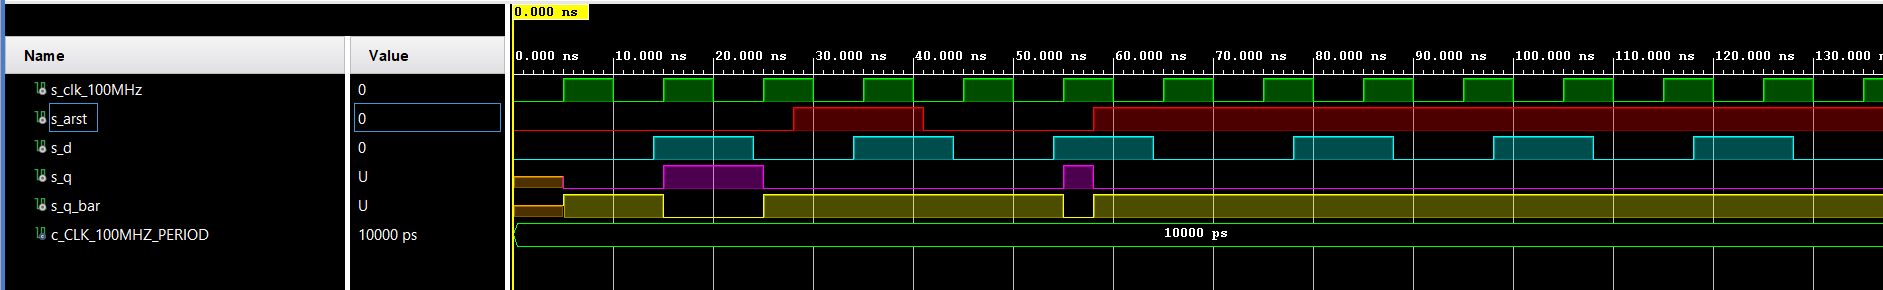 0.000 ns
Name Value
0.000 ns 10.000 ns 20.000 ns 30.000 ns 40.000 ns 50.000 ns 60.000 ns 70.000 ns 80.000 ns 90.000 ns 100.000 ns 110.000 ns 120.000 ns 130.000 n
s_clk_100MHz 0
s_arst 0
s_d 0
s_q U
s_q_bar U
c_CLK_100MHZ_PERIOD 10000 ps 10000 ps